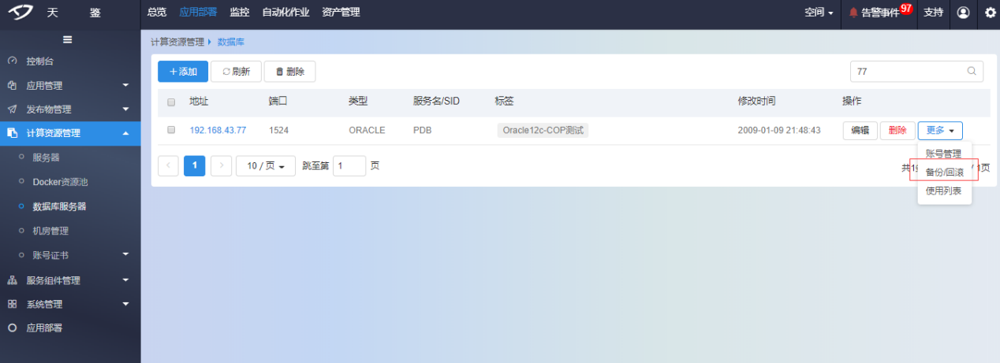 天 鉴
总览 应用部署 监控 自动化作业 资产管理
空间 告警事件 97 支持
控制台
应用管理
发布物管理
计算资源管理
服务器
Docker资源池
数据库服务器
机房管理
账号证书
服务组件管理
系统管理
应用部署
计算资源管理 数据库
添加 刷新 删除
77
地址 端口 类型 服务名/SID 标签 修改时间 操作
192.168.43.77 1524 ORACLE PDB Oracle12c-COP测试 2009-01-09 21:48:43 编辑 删除 更多
账号管理
备份/回滚
使用列表
1 10 / 页 跳至第 1 页
共1 1页